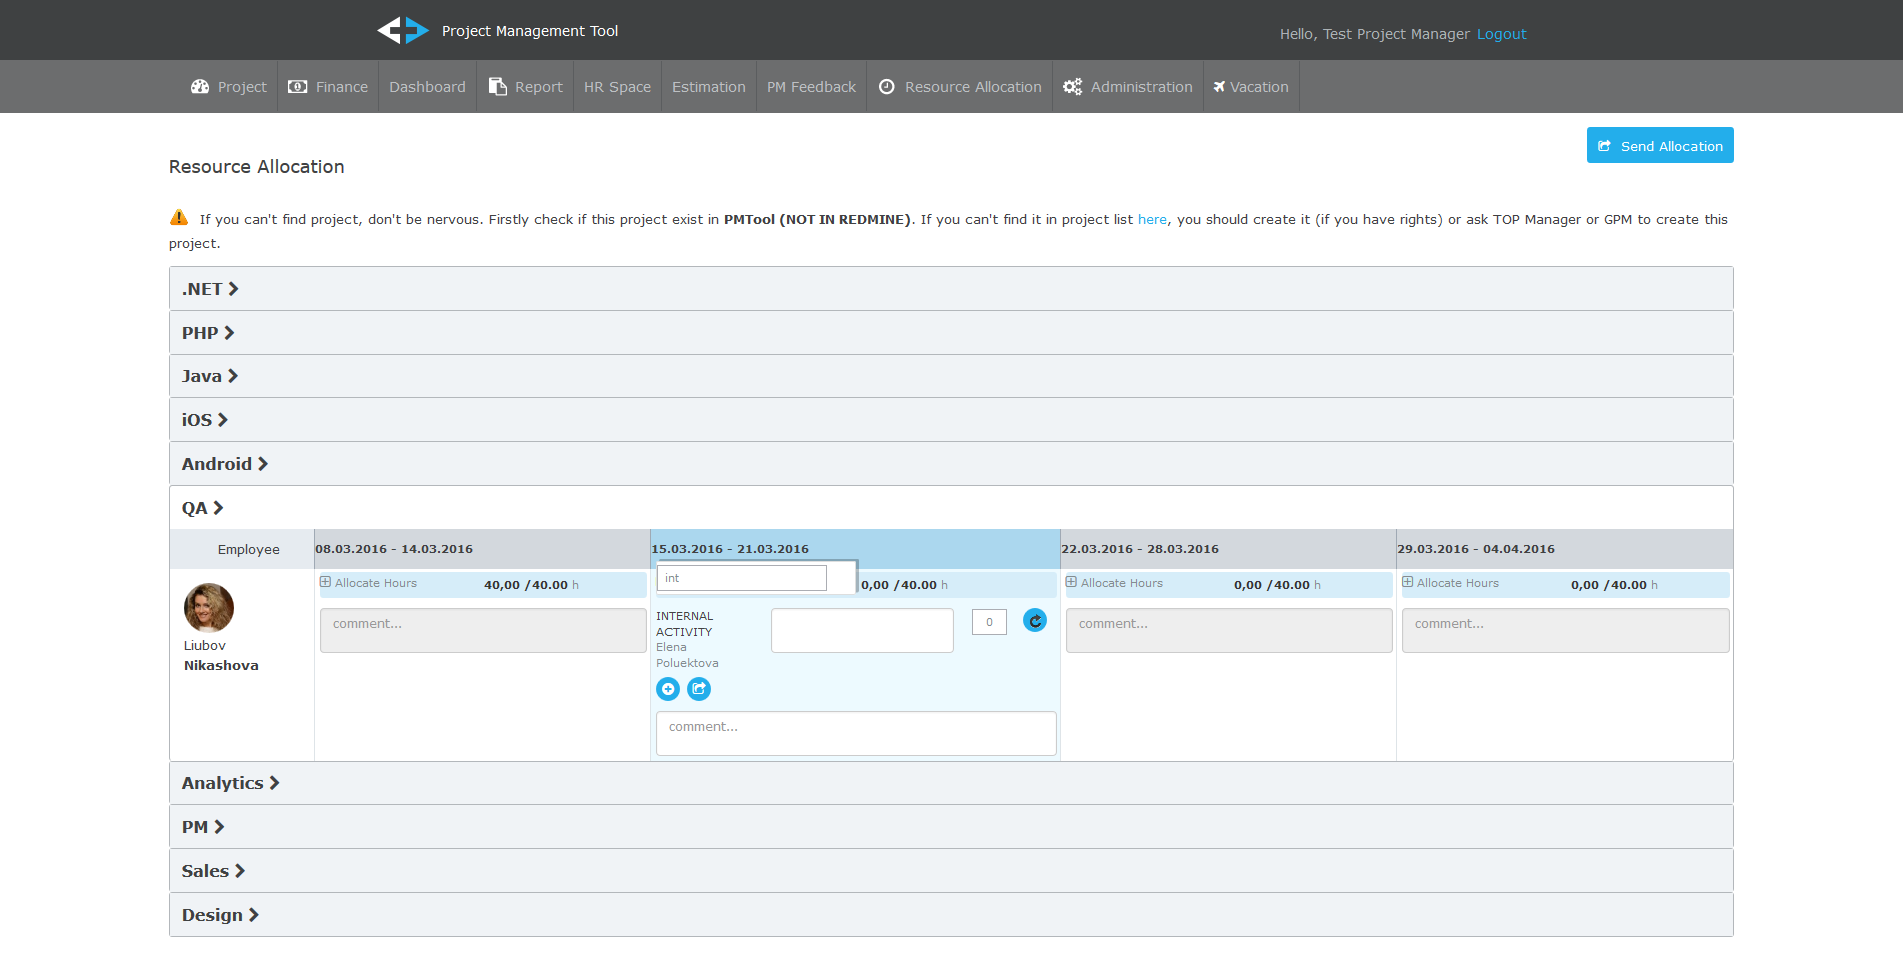 Project Management Tool
Hello, Test Project Manager Logout
Project Finance Dashboard Report HR Space Estimation PM Feedback Resource Allocation Administration Vacation
Send Allocation
Resource Allocation
If you can't find project, don't be nervous. Firstly check if this project exist in PMTool (NOT IN REDMINE). If you can't find it in project list here, you should create it (if you have rights) or ask TOP Manager or GPM to create this
project.
.NET
PHP
Java
iOS
Android
QA
Employee 08.03.2016 - 14.03.2016 15.03.2016 - 21.03.2016 22.03.2016 - 28.03.2016 29.03.2016 - 04.04.2016
Allocate Hours 40,00 /40.00 h int 0,00 /40.00 h Allocate Hours 0,00 /40.00 h Allocate Hours 0,00 /40.00 h
comment... INTERNAL 0 comment... comment...
ACTIVITY
Liubov Elena
Nikashova Poluektova
comment...
Analytics
PM
Sales
Design